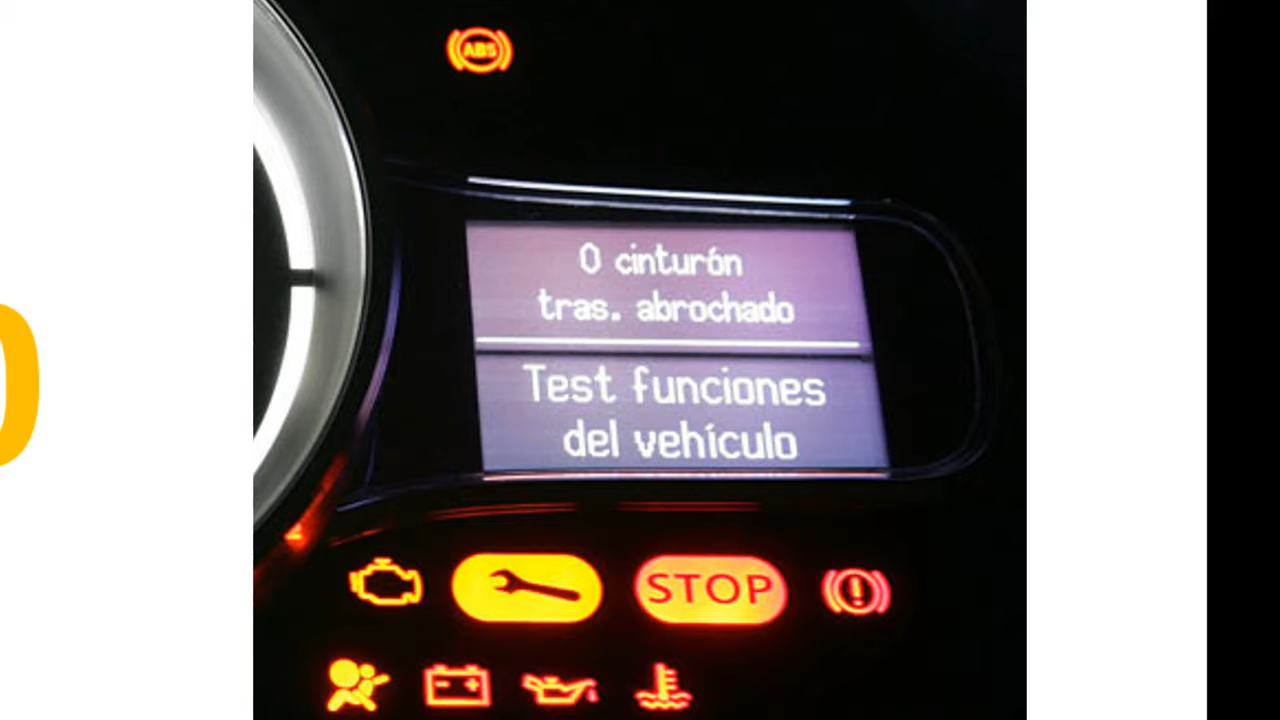 ABS
0 cinturón
tras. abrochado
Test funciones
del vehículo
STOP